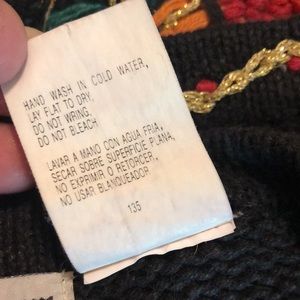 HAND WASH IN COLD WATER,
LAY FLAT TO DRY,
DO NOT WRING,
DO NOT BLEACH
LAVAR A MANO CON AGUA FRIA,
SECAR SOBRE SUPERFICIE PLANA,
NO EXPRIMIR O RETORCER,
NO USAR BLANQUEADOR
135